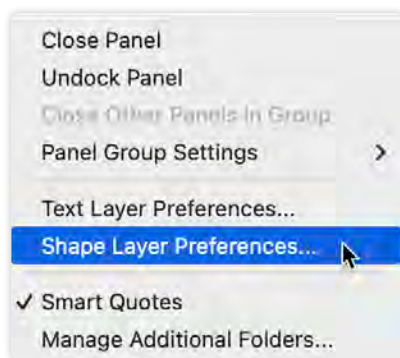 Close Panel
Undock Panel
Close Other Panels in Group
Panel Group Settings
Text Layer Preferences...
Shape Layer Preferences...
Smart Quotes
Manage Additional Folders...